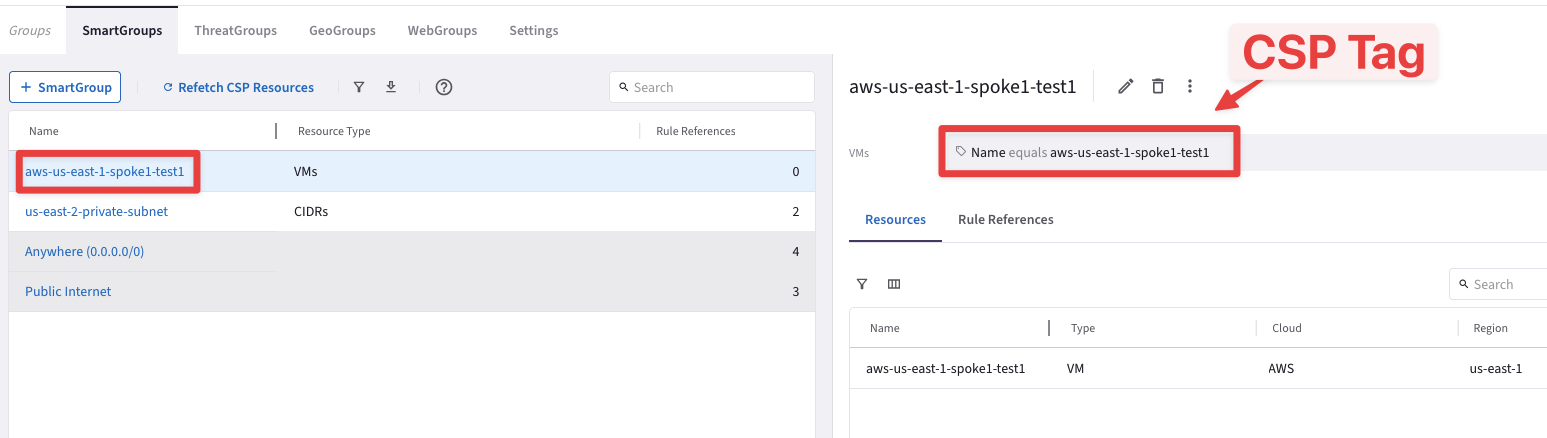 Groups SmartGroups ThreatGroups GeoGroups WebGroups Settings
CSP Tag
+ SmartGroup Refetch CSP Resources Search
aws-us-east-1-spoke1-test1
Name Resource Type Rule References
aws-us-east-1-spoke1-test1 VMs 0
us-east-2-private-subnet CIDRs 2
Anywhere (0.0.0.0/0) 4
Public Internet 3
VMs Name equals aws-us-east-1-spoke1-test1
Resources Rule References
Search
Name Type Cloud Region
aws-us-east-1-spoke1-test1 VM AWS us-east-1